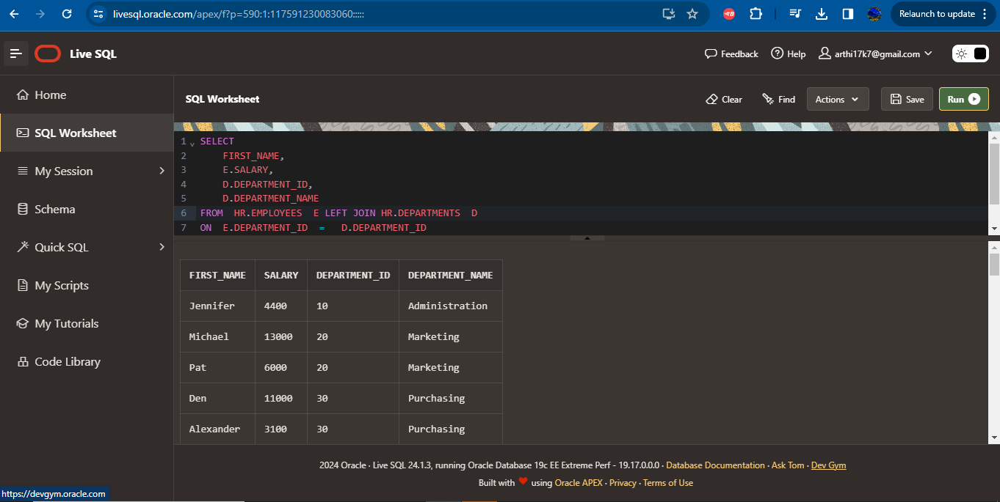 livesql.oracle.com/apex/f?p=590:1:117591230083060:::::
Relaunch to update
Live SQL
Feedback
Help
arthi17k7@gmail.com
Home
SQL Worksheet
My Session
Schema
Quick SQL
My Scripts
My Tutorials
Code Library
SQL Worksheet
Clear
Find
Actions
Save
Run
1 SELECT
2 FIRST_NAME,
3 E.SALARY,
4 D.DEPARTMENT_ID,
5 D.DEPARTMENT_NAME
6 FROM HR.EMPLOYEES E LEFT JOIN HR.DEPARTMENTS D
7 ON E.DEPARTMENT_ID = D.DEPARTMENT_ID
FIRST_NAME SALARY DEPARTMENT_ID DEPARTMENT_NAME
Jennifer 4400 10 Administration
Michael 13000 20 Marketing
Pat 6000 20 Marketing
Den 11000 30 Purchasing
Alexander 3100 30 Purchasing
2024 Oracle · Live SQL 24.1.3, running Oracle Database 19c EE Extreme Perf - 19.17.0.0.0 · Database Documentation · Ask Tom · Dev Gym
Built with ❤ using Oracle APEX · Privacy · Terms of Use
https://devgym.oracle.com